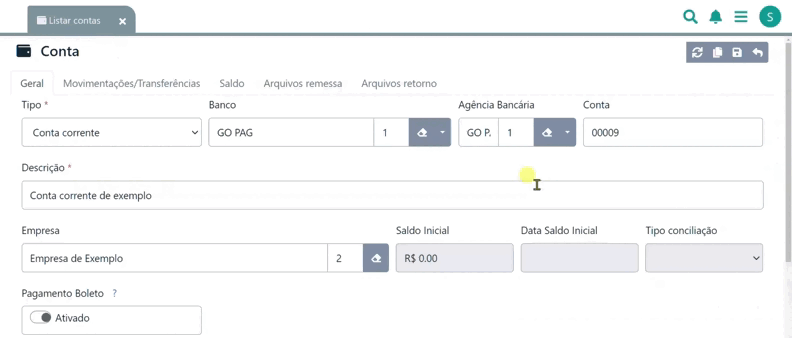 Listar contas ×
S
Conta
Geral Movimentações/Transferências Saldo Arquivos remessa Arquivos retorno
Tipo * Banco Agência Bancária Conta
Conta corrente GO PAG 1 GO P. 1 00009
Descrição *
Conta corrente de exemplo
Empresa Saldo Inicial Data Saldo Inicial Tipo conciliação
Empresa de Exemplo 2 R$ 0.00
Pagamento Boleto ?
Ativado